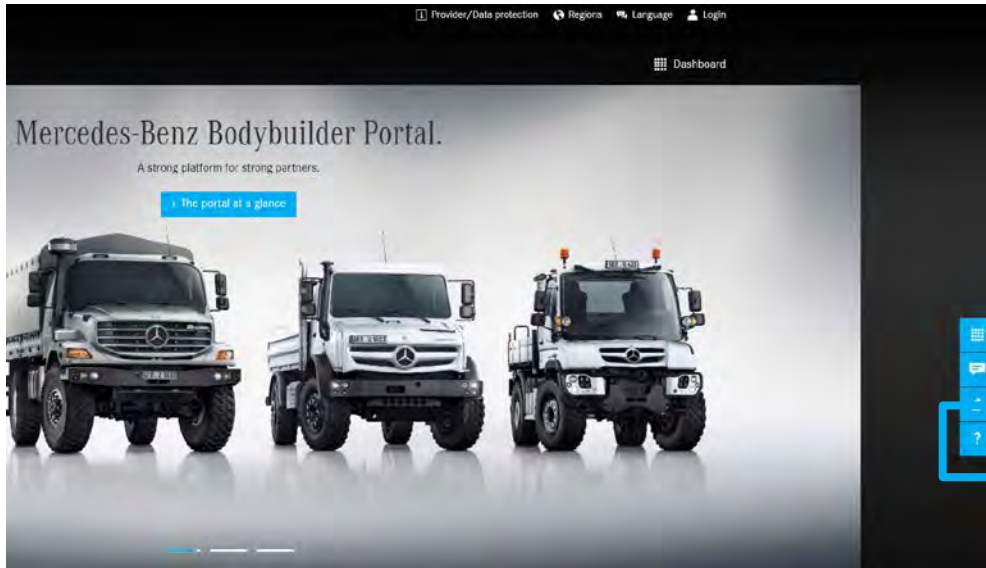 Provider/Data protection Regions Language Login
Dashboard
Mercedes-Benz Bodybuilder Portal.
A strong platform for strong partners.
› The portal at a glance
?